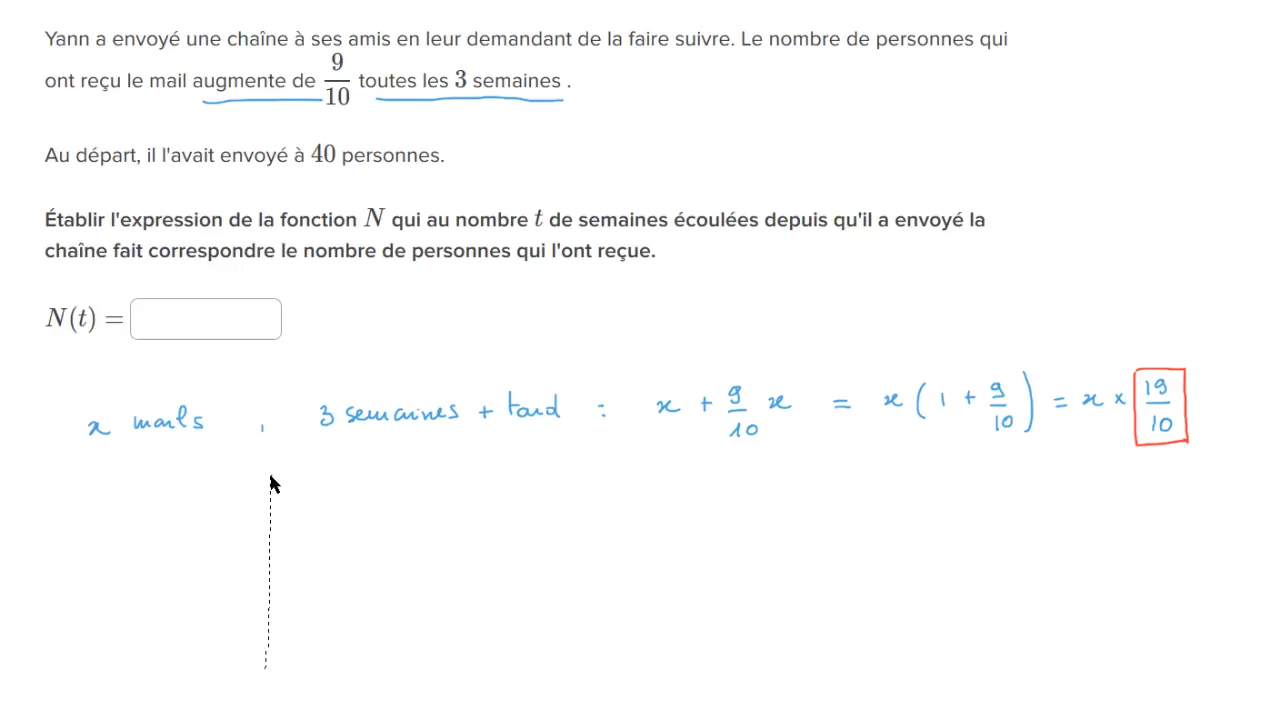 Yann a envoyé une chaîne à ses amis en leur demandant de la faire suivre. Le nombre de personnes qui
ont reçu le mail augmente de 9/10 toutes les 3 semaines .
Au départ, il l'avait envoyé à 40 personnes.
Établir l'expression de la fonction N qui au nombre t de semaines écoulées depuis qu'il a envoyé la
chaîne fait correspondre le nombre de personnes qui l'ont reçue.
N(t) =
x mails , 3 semaines + tard : x + 9/10 x = x ( 1 + 9/10 ) = x × 19/10